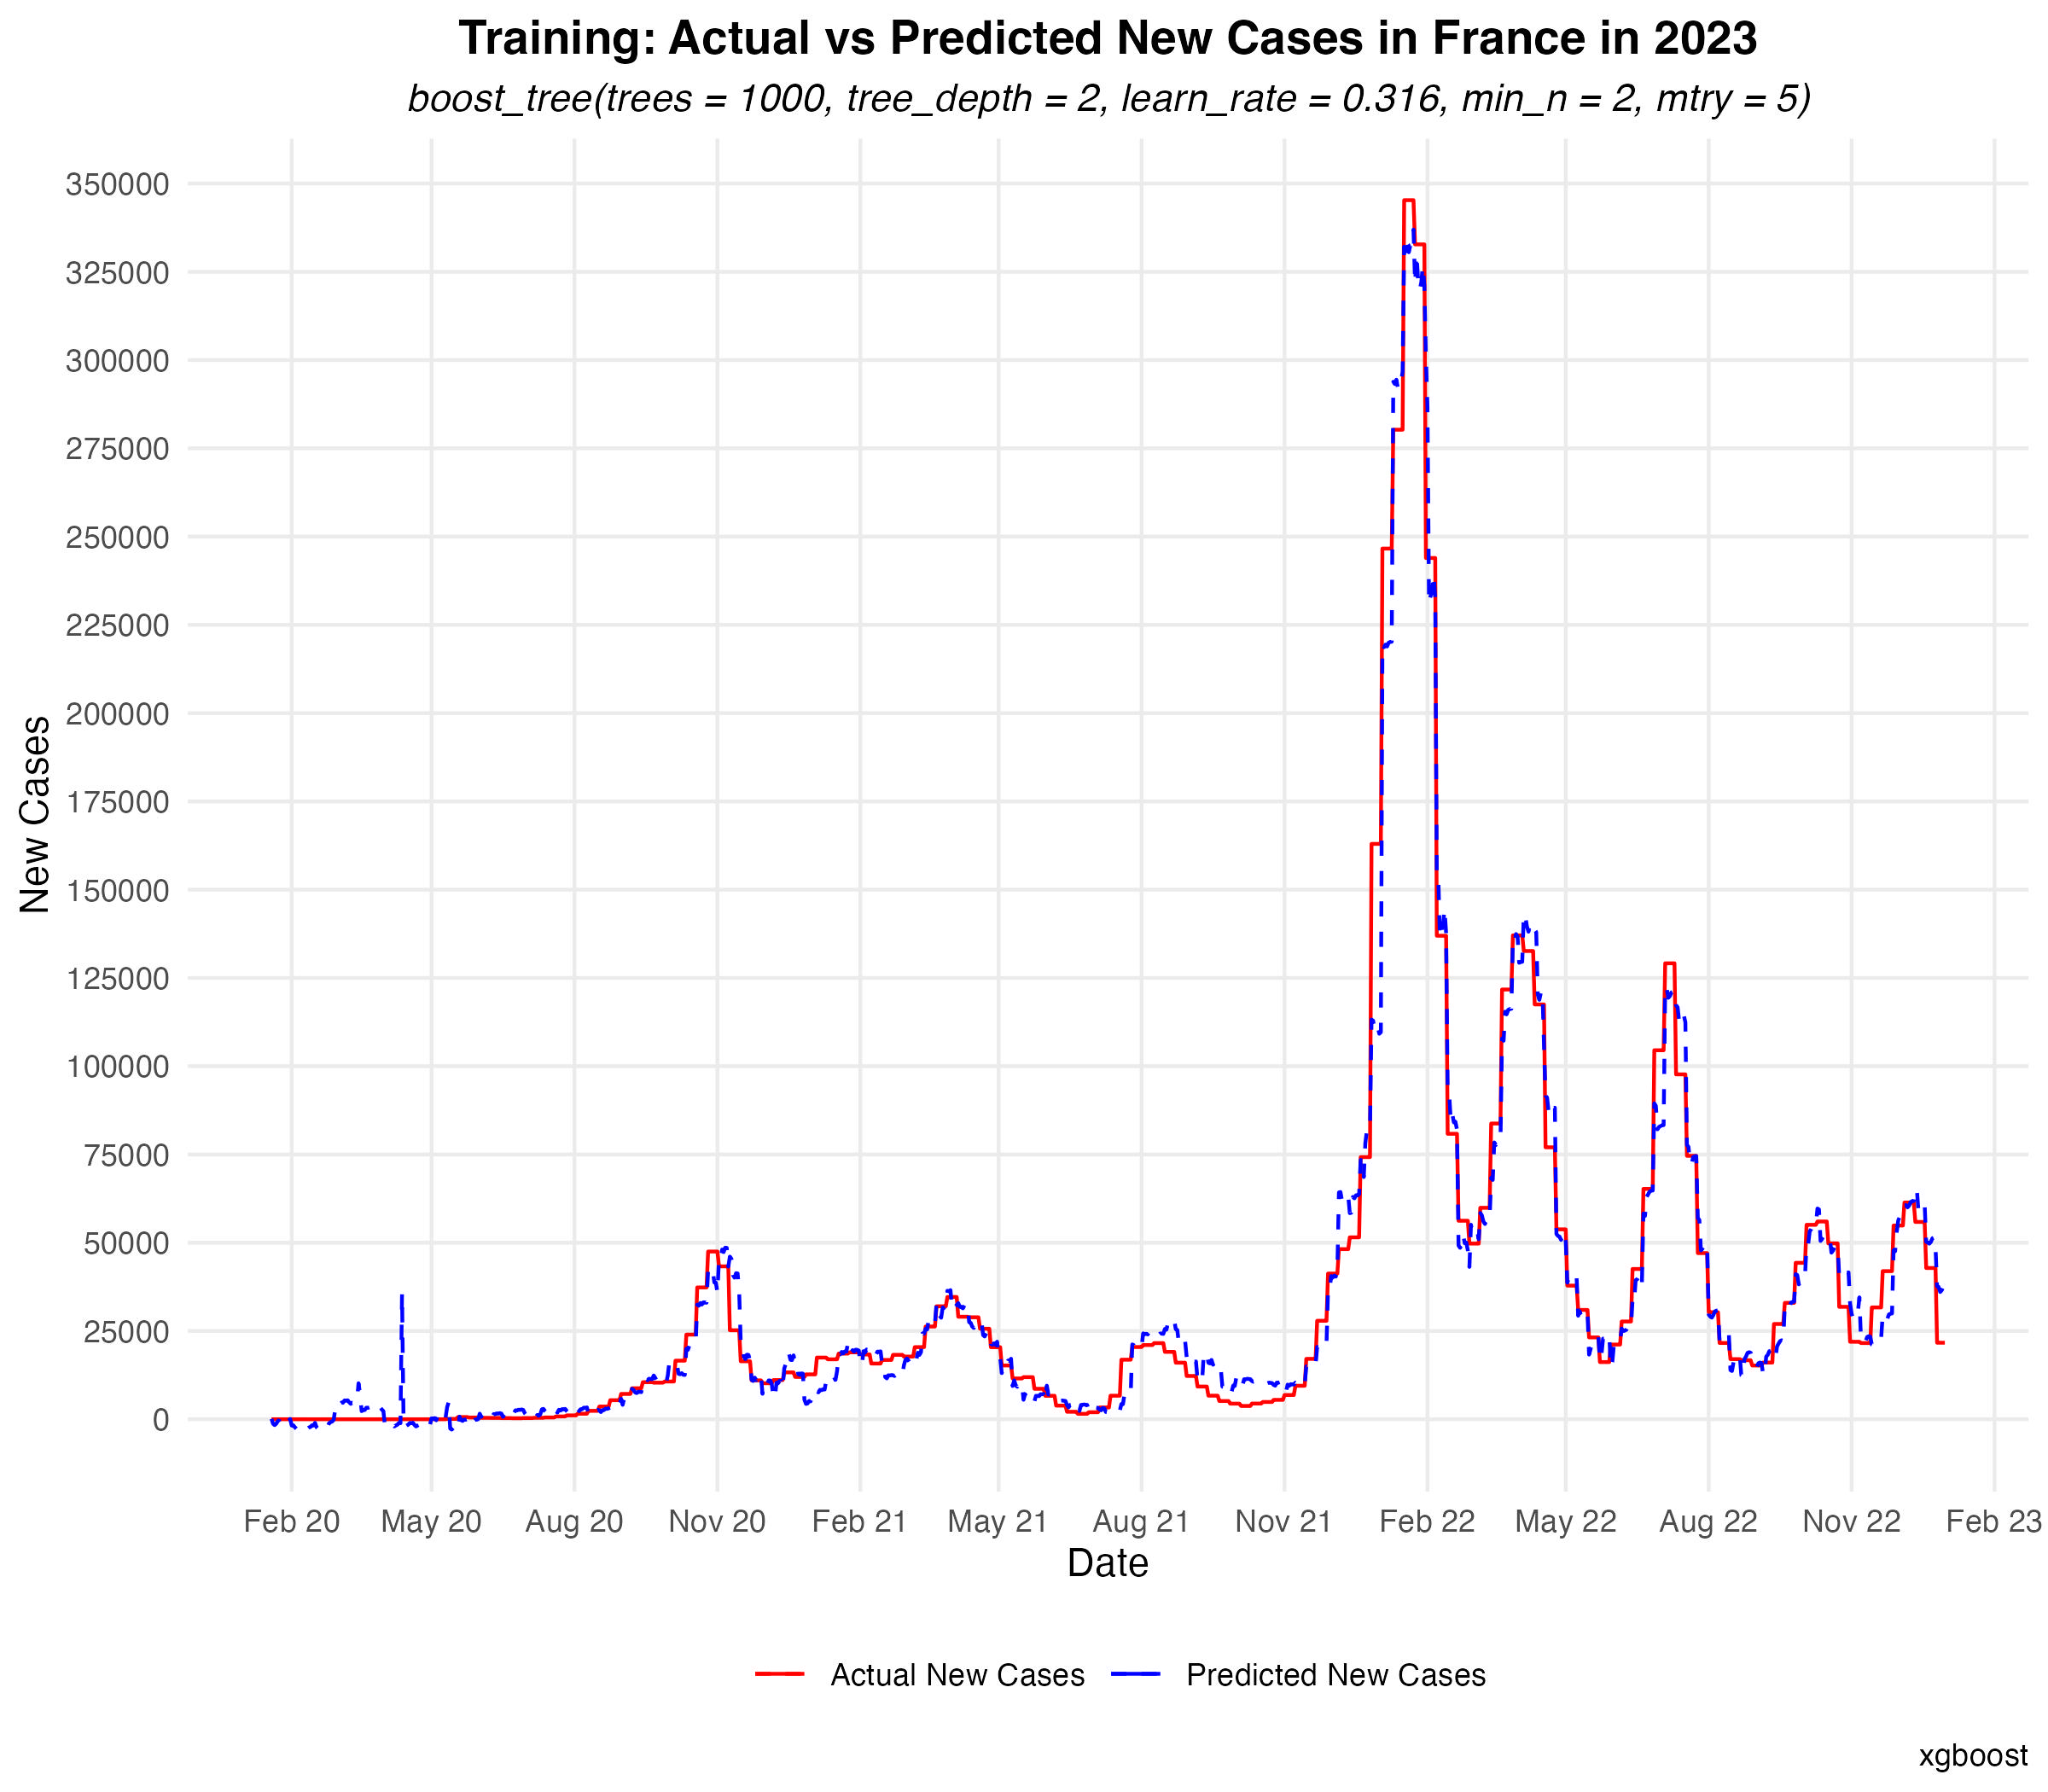 Training: Actual vs Predicted New Cases in France in 2023
boost_tree(trees = 1000, tree_depth = 2, learn_rate = 0.316, min_n = 2, mtry = 5)
New Cases
350000
325000
300000
275000
250000
225000
200000
175000
150000
125000
100000
75000
50000
25000
0
Feb 20 May 20 Aug 20 Nov 20 Feb 21 May 21 Aug 21 Nov 21 Feb 22 May 22 Aug 22 Nov 22 Feb 23
Date
Actual New Cases Predicted New Cases
xgboost